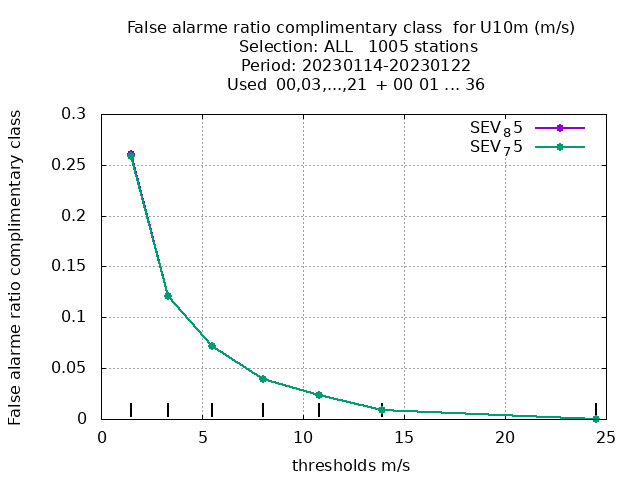 False alarme ratio complimentary class  for U10m (m/s)
Selection: ALL   1005 stations
Period: 20230114-20230122
Used  00,03,...,21  + 00 01 ... 36
False alarme ratio complimentary class
0.3
0.25
0.2
0.15
0.1
0.05
0
SEV₈5
SEV₇5
0 5 10 15 20 25
thresholds m/s